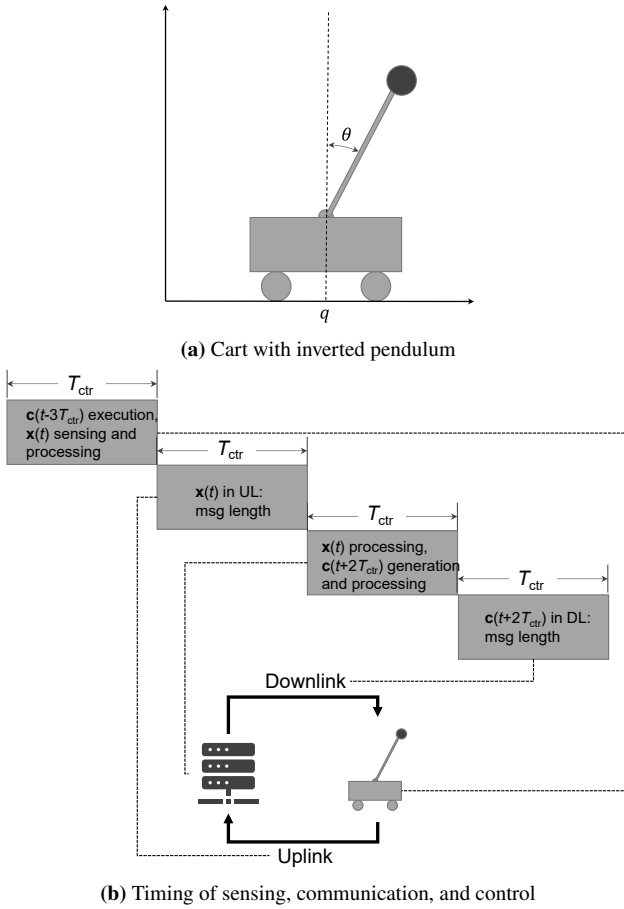 θ
q
(a) Cart with inverted pendulum
T_ctr
c(t-3T_ctr) execution,
x(t) sensing and
processing
T_ctr
x(t) in UL:
msg length
T_ctr
x(t) processing,
c(t+2T_ctr) generation
and processing
T_ctr
c(t+2T_ctr) in DL:
msg length
Downlink
Uplink
(b) Timing of sensing, communication, and control